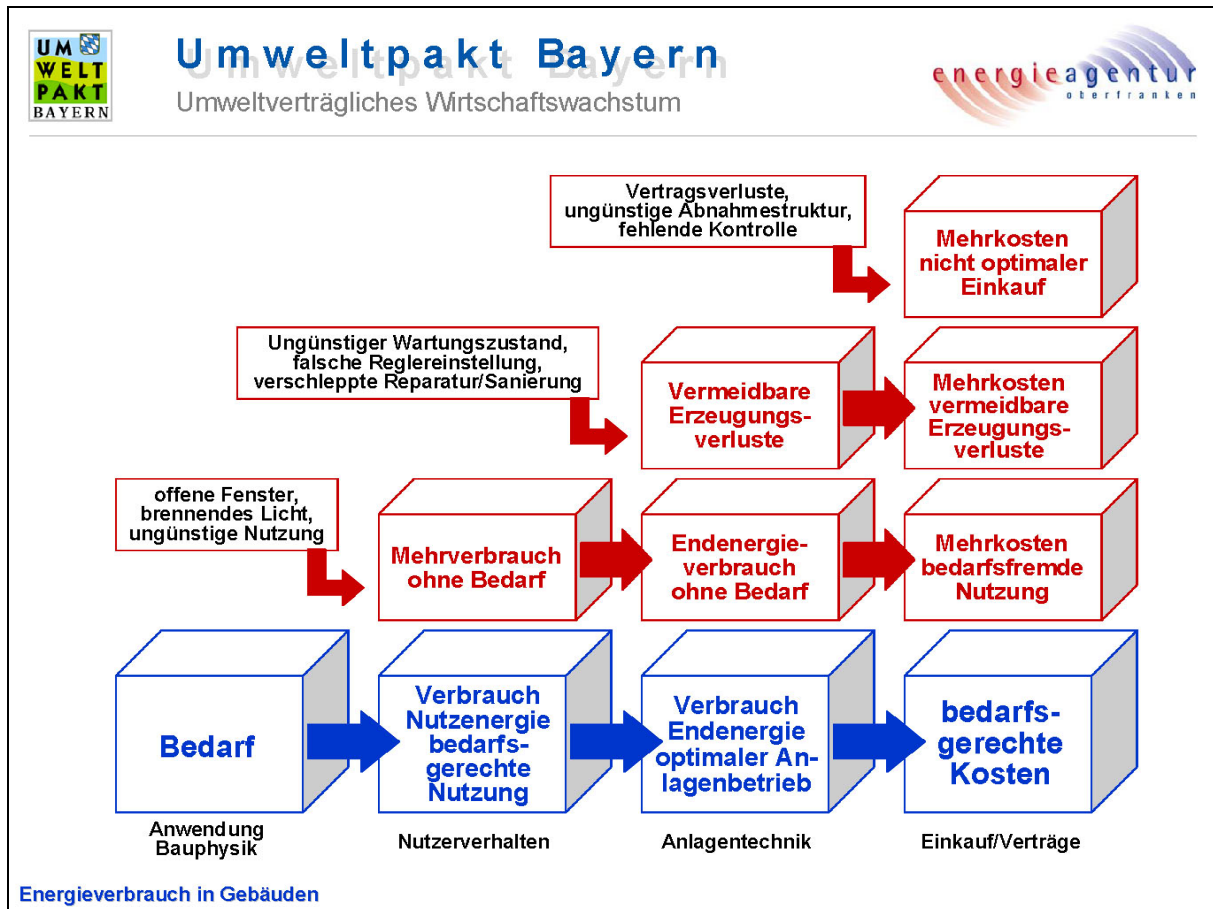 UM
WELT
PAKT
BAYERN
Umweltpakt Bayern
Umweltverträgliches Wirtschaftswachstum
energieagentur
oberfranken
Vertragsverluste,
ungünstige Abnahmestruktur,
fehlende Kontrolle
Mehrkosten
nicht optimaler
Einkauf
Ungünstiger Wartungszustand,
falsche Reglereinstellung,
verschleppte Reparatur/Sanierung
Vermeidbare
Erzeugungs-
verluste
Mehrkosten
vermeidbare
Erzeugungs-
verluste
offene Fenster,
brennendes Licht,
ungünstige Nutzung
Mehrverbrauch
ohne Bedarf
Endenergie-
verbrauch
ohne Bedarf
Mehrkosten
bedarfsfremde
Nutzung
Bedarf
Verbrauch
Nutzenergie
bedarfs-
gerechte
Nutzung
Verbrauch
Endenergie
optimaler An-
lagenbetrieb
bedarfs-
gerechte
Kosten
Anwendung
Bauphysik
Nutzerverhalten
Anlagentechnik
Einkauf/Verträge
Energieverbrauch in Gebäuden